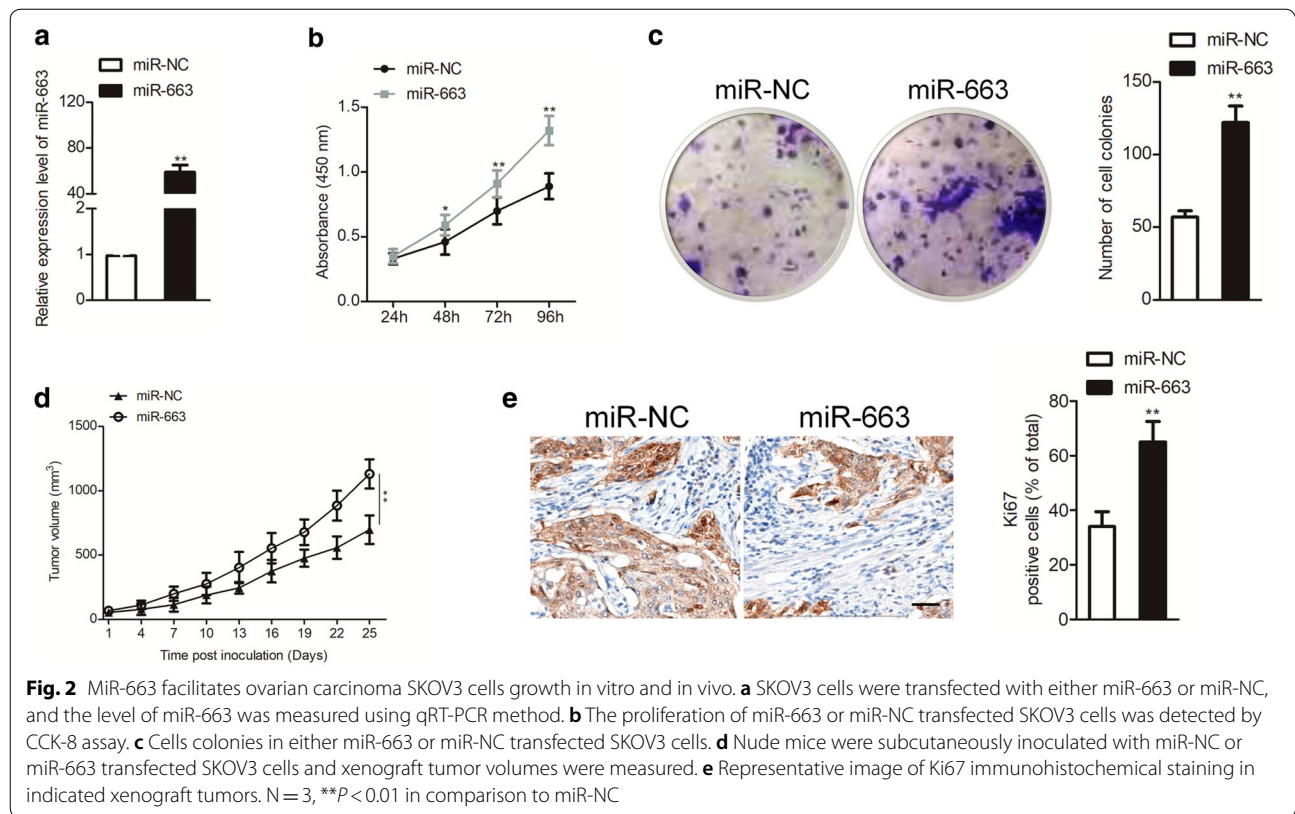 a
miR-NC
miR-663
Relative expression level of miR-663
120
80
40
2
1
0
**
b
miR-NC
miR-663
Absorbance (450 nm)
1.5
1.0
0.5
0.0
*
**
**
24h 48h 72h 96h
c
miR-NC miR-663
miR-NC
miR-663
Number of cell colonies
150
100
50
0
**
d
miR-NC
miR-663
Tumor volume (mm³)
1500
1000
500
0
**
1 4 7 10 13 16 19 22 25
Time post inoculation (Days)
e
miR-NC miR-663
miR-NC
miR-663
Ki67
positive cells (% of total)
80
60
40
20
0
**
Fig. 2 MiR-663 facilitates ovarian carcinoma SKOV3 cells growth in vitro and in vivo. a SKOV3 cells were transfected with either miR-663 or miR-NC,
and the level of miR-663 was measured using qRT-PCR method. b The proliferation of miR-663 or miR-NC transfected SKOV3 cells was detected by
CCK-8 assay. c Cells colonies in either miR-663 or miR-NC transfected SKOV3 cells. d Nude mice were subcutaneously inoculated with miR-NC or
miR-663 transfected SKOV3 cells and xenograft tumor volumes were measured. e Representative image of Ki67 immunohistochemical staining in
indicated xenograft tumors. N = 3, **P < 0.01 in comparison to miR-NC